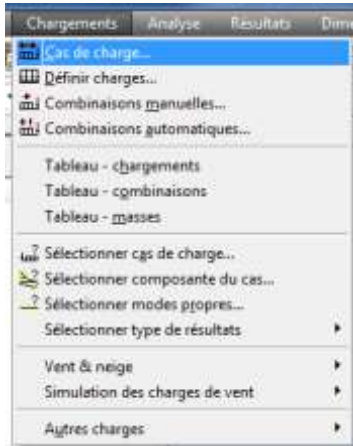 Chargements Analyse Résultats Dime
Cas de charge...
Définir charges...
Combinaisons manuelles...
Combinaisons automatiques...
Tableau - chargements
Tableau - combinaisons
Tableau - masses
Sélectionner cas de charge...
Sélectionner composante du cas...
Sélectionner modes propres...
Sélectionner type de résultats
Vent & neige
Simulation des charges de vent
Autres charges